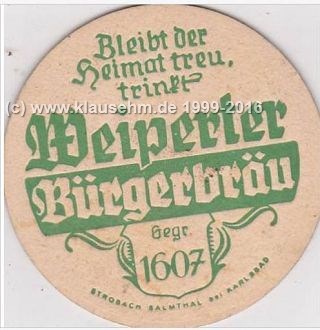 Bleibt der
Heimat treu,
trinkt
(c) www.klausehm.de 1999-2016
Weiperter
Bürgerbräu
Gegr.
1607
STROBACH SALMTHAL BEI KARLSBAD